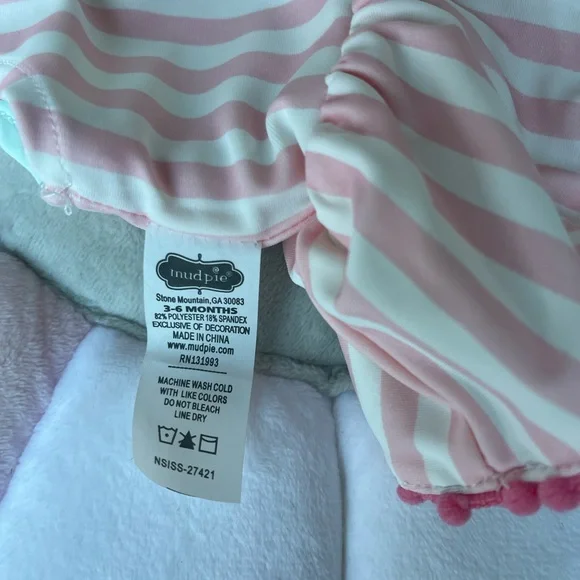 mudpie®
Stone Mountain,GA 30083
3-6 MONTHS
82% POLYESTER 18% SPANDEX
EXCLUSIVE OF DECORATION
MADE IN CHINA
www.mudpie.com
RN131993
MACHINE WASH COLD
WITH LIKE COLORS
DO NOT BLEACH
LINE DRY
NSISS-27421